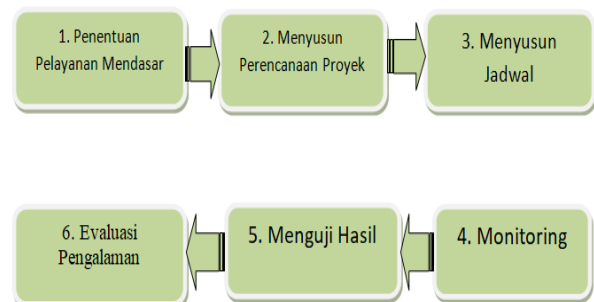 1. Penentuan
Pelayanan Mendasar
2. Menyusun
Perencanaan Proyek
3. Menyusun
Jadwal
4. Monitoring
5. Menguji Hasil
6. Evaluasi
Pengalaman